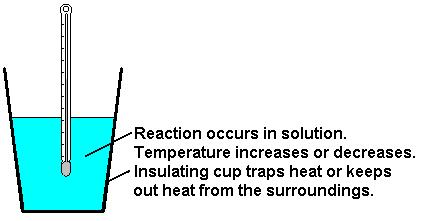 Reaction occurs in solution.
Temperature increases or decreases.
Insulating cup traps heat or keeps
out heat from the surroundings.